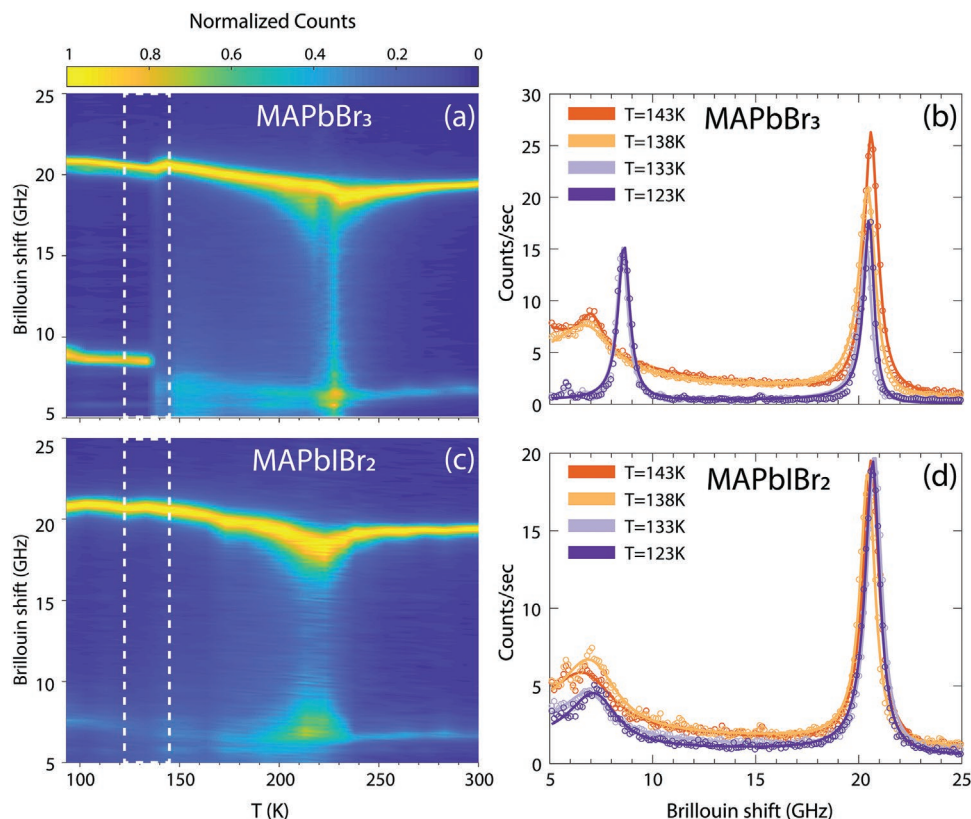 Normalized Counts
1 0.8 0.6 0.4 0.2 0
25
20
15
10
5
Brillouin shift (GHz)
MAPbBr₃ (a)
30
25
20
15
10
5
0
Counts/sec
T=143K
T=138K
T=133K
T=123K
MAPbBr₃ (b)
25
20
15
10
5
Brillouin shift (GHz)
MAPbIBr₂ (c)
100 150 200 250 300
T (K)
20
15
10
5
0
Counts/sec
T=143K
T=138K
T=133K
T=123K
MAPbIBr₂ (d)
5 10 15 20 25
Brillouin shift (GHz)